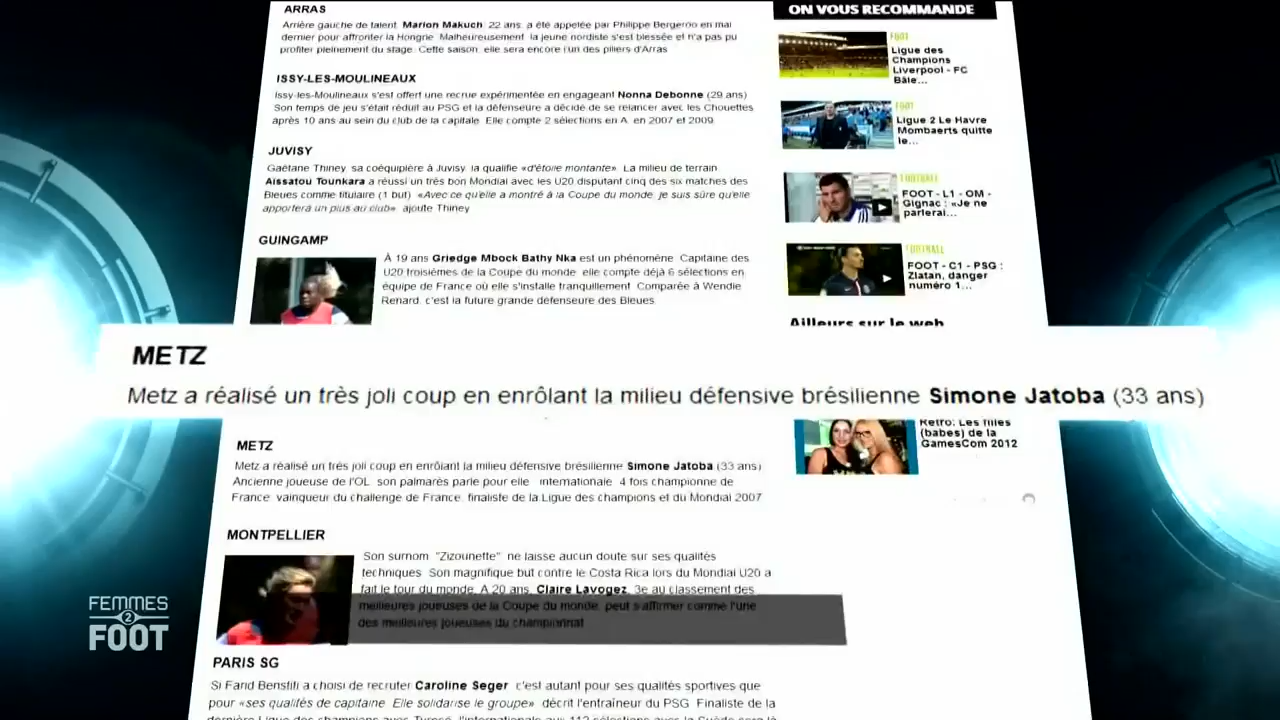 ARRAS
Arrière gauche de talent Marion Makuch 22 ans a été appelée par Philippe Bergeroo en mai
dernier pour affronter la Hongrie Malheureusement la jeune nordiste s'est blessée et n'a pas pu
profiter pleinement du stage Cette saison elle sera encore l'un des piliers d'Arras
ISSY-LES-MOULINEAUX
Issy-les-Moulineaux s'est offert une recrue expérimentée en engageant Nonna Debonne (29 ans)
Son temps de jeu s'était réduit au PSG et la défenseure a décidé de se relancer avec les Chouettes
après 10 ans au sein du club de la capitale Elle compte 2 sélections en A en 2007 et 2009
JUVISY
Gaëtane Thiney sa coéquipière à Juvisy la qualifie «d'étoile montante» La milieu de terrain
Aïssatou Tounkara a réussi un très bon Mondial avec les U20 disputant cinq des six matches des
Bleues comme titulaire (1 but) «Avec ce qu'elle a montré à la Coupe du monde je suis sûre qu'elle
apportera un plus au club» ajoute Thiney
GUINGAMP
À 19 ans Griedge Mbock Bathy Nka est un phénomène Capitaine des
U20 troisièmes de la Coupe du monde elle compte déjà 6 sélections en
équipe de France où elle s'installe tranquillement Comparée à Wendie
Renard c'est la future grande défenseure des Bleues
ON VOUS RECOMMANDE
FOOT
Ligue des
Champions
Liverpool - FC
Bâle...
FOOT
Ligue 2 Le Havre
Mombaerts quitte
le...
FOOTBALL
FOOT - L1 - OM -
Gignac : «Je ne
parlerai...
FOOTBALL
FOOT - C1 - PSG :
Zlatan, danger
numéro 1...
Ailleurs sur le web
METZ
Metz a réalisé un très joli coup en enrôlant la milieu défensive brésilienne Simone Jatoba (33 ans)
Rétro: Les filles
(babes) de la
GamesCom 2012
METZ
Metz a réalisé un très joli coup en enrôlant la milieu défensive brésilienne Simone Jatoba (33 ans)
Ancienne joueuse de l'OL son palmarès parle pour elle internationale 4 fois championne de
France vainqueur du challenge de France finaliste de la Ligue des champions et du Mondial 2007
MONTPELLIER
Son surnom "Zizounette" ne laisse aucun doute sur ses qualités
techniques Son magnifique but contre le Costa Rica lors du Mondial U20 a
fait le tour du monde A 20 ans Claire Lavogez 3e au classement des
meilleures joueuses de la Coupe du monde peut s'affirmer comme l'une
des meilleures joueuses du championnat
FEMMES
2
FOOT
PARIS SG
Si Farid Benstiti a choisi de recruter Caroline Seger c'est autant pour ses qualités sportives que
pour «ses qualités de capitaine Elle solidarise le groupe» décrit l'entraîneur du PSG Finaliste de la
dernière Ligue des champions avec Tyresö l'internationale aux 112 sélections avec la Suède sera là